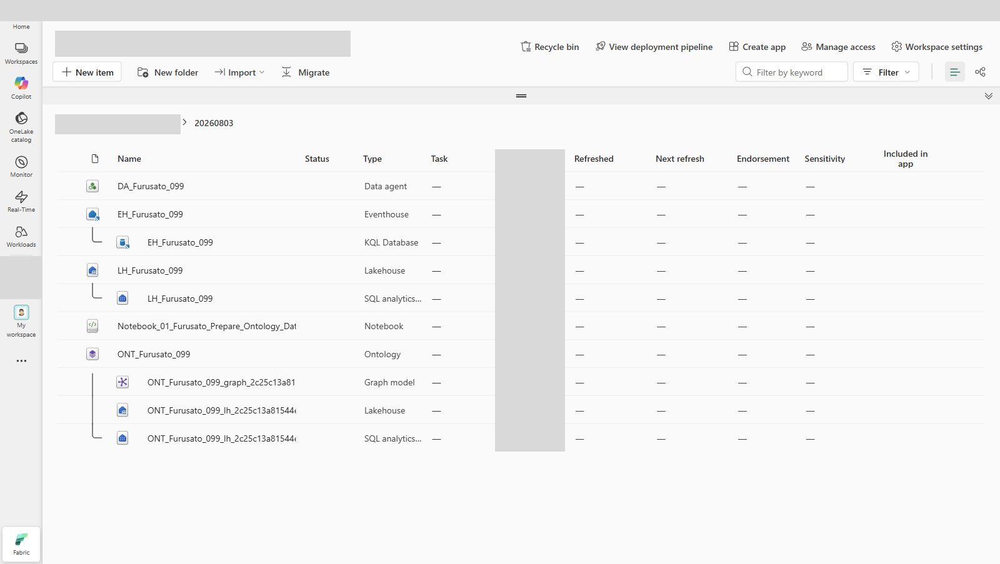 Home
Workspaces
Copilot
OneLake
catalog
Monitor
Real-Time
Workloads
My
workspace
Fabric
Recycle bin
View deployment pipeline
Create app
Manage access
Workspace settings
New item
New folder
Import
Migrate
Filter by keyword
Filter
20260803
Name Status Type Task Refreshed Next refresh Endorsement Sensitivity Included in
app
DA_Furusato_099 Data agent — — — — —
EH_Furusato_099 Eventhouse — — — — —
EH_Furusato_099 KQL Database — — — — —
LH_Furusato_099 Lakehouse — — — — —
LH_Furusato_099 SQL analytics... — — — — —
Notebook_01_Furusato_Prepare_Ontology_Dat Notebook — — — — —
ONT_Furusato_099 Ontology — — — — —
ONT_Furusato_099_graph_2c25c13a81 Graph model — — — — —
ONT_Furusato_099_lh_2c25c13a81544e Lakehouse — — — — —
ONT_Furusato_099_lh_2c25c13a81544e SQL analytics... — — — — —